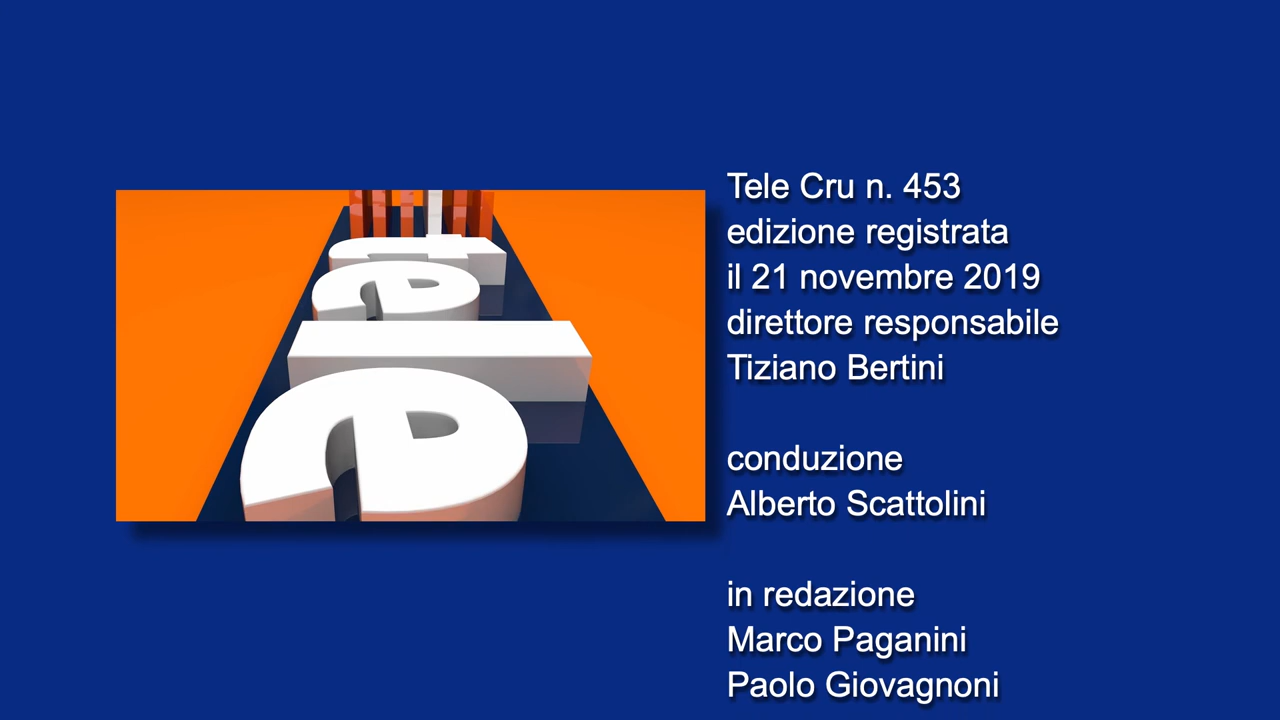 tele
Tele Cru n. 453
edizione registrata
il 21 novembre 2019
direttore responsabile
Tiziano Bertini
conduzione
Alberto Scattolini
in redazione
Marco Paganini
Paolo Giovagnoni